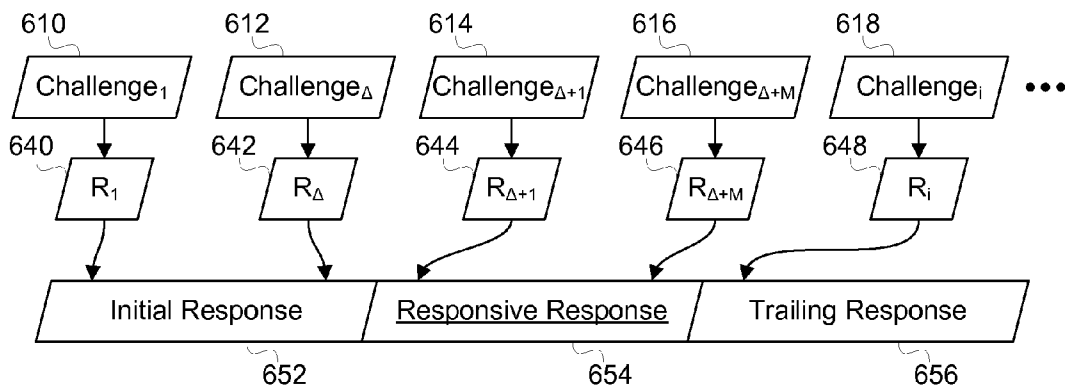 610 612 614 616 618
Challenge₁ Challenge_Δ Challenge_Δ+1 Challenge_Δ+M Challengeᵢ •••
640 642 644 646 648
R₁ R_Δ R_Δ+1 R_Δ+M Rᵢ
Initial Response Responsive Response Trailing Response
652 654 656